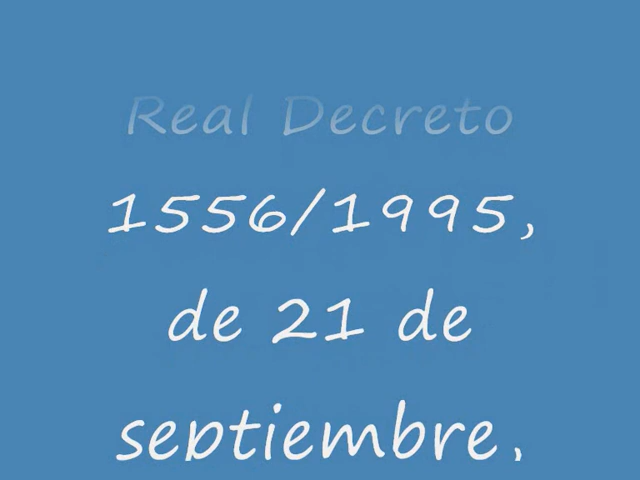 Real Decreto
1556/1995,
de 21 de
septiembre,